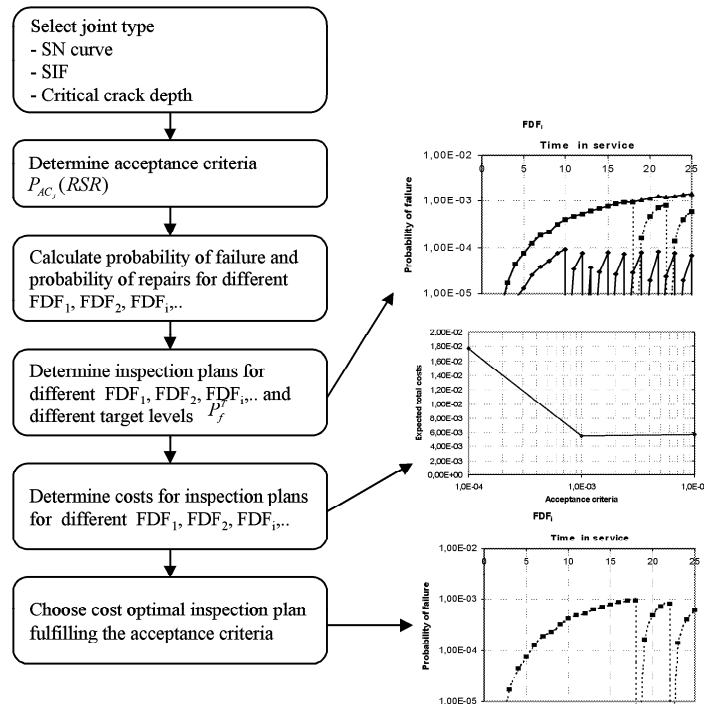 Select joint type
- SN curve
- SIF
- Critical crack depth
Determine acceptance criteria
P_AC, (RSR)
Calculate probability of failure and
probability of repairs for different
FDF₁, FDF₂, FDFᵢ,..
Determine inspection plans for
different FDF₁, FDF₂, FDFᵢ,.. and
different target levels P_f^T
Determine costs for inspection plans
for different FDF₁, FDF₂, FDFᵢ,..
Choose cost optimal inspection plan
fulfilling the acceptance criteria
FDFᵢ
Time in service
1,00E-02
0 5 10 15 20 25
1,00E-03
1,00E-04
1,00E-05
Probability of failure
2,00E-02
1,80E-02
1,60E-02
1,40E-02
1,20E-02
1,00E-02
8,00E-03
6,00E-03
4,00E-03
2,00E-03
0,00E+00
Expected total costs
1,0E-04 1,0E-03 1,0E-0
Acceptance criteria
FDFᵢ
Time in service
1,00E-02
0 5 10 15 20 25
1,00E-03
1,00E-04
1,00E-05
Probability of failure